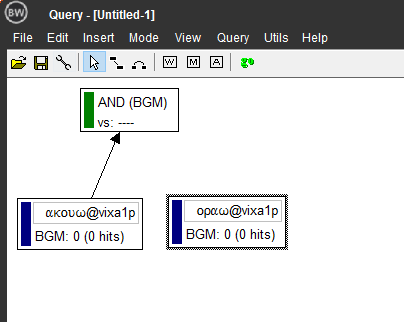 BW Query - [Untitled-1]
File Edit Insert Mode View Query Utils Help
W M A go
AND (BGM)
vs: ----
ακουω@vixa1p
BGM: 0 (0 hits)
οραω@vixa1p
BGM: 0 (0 hits)